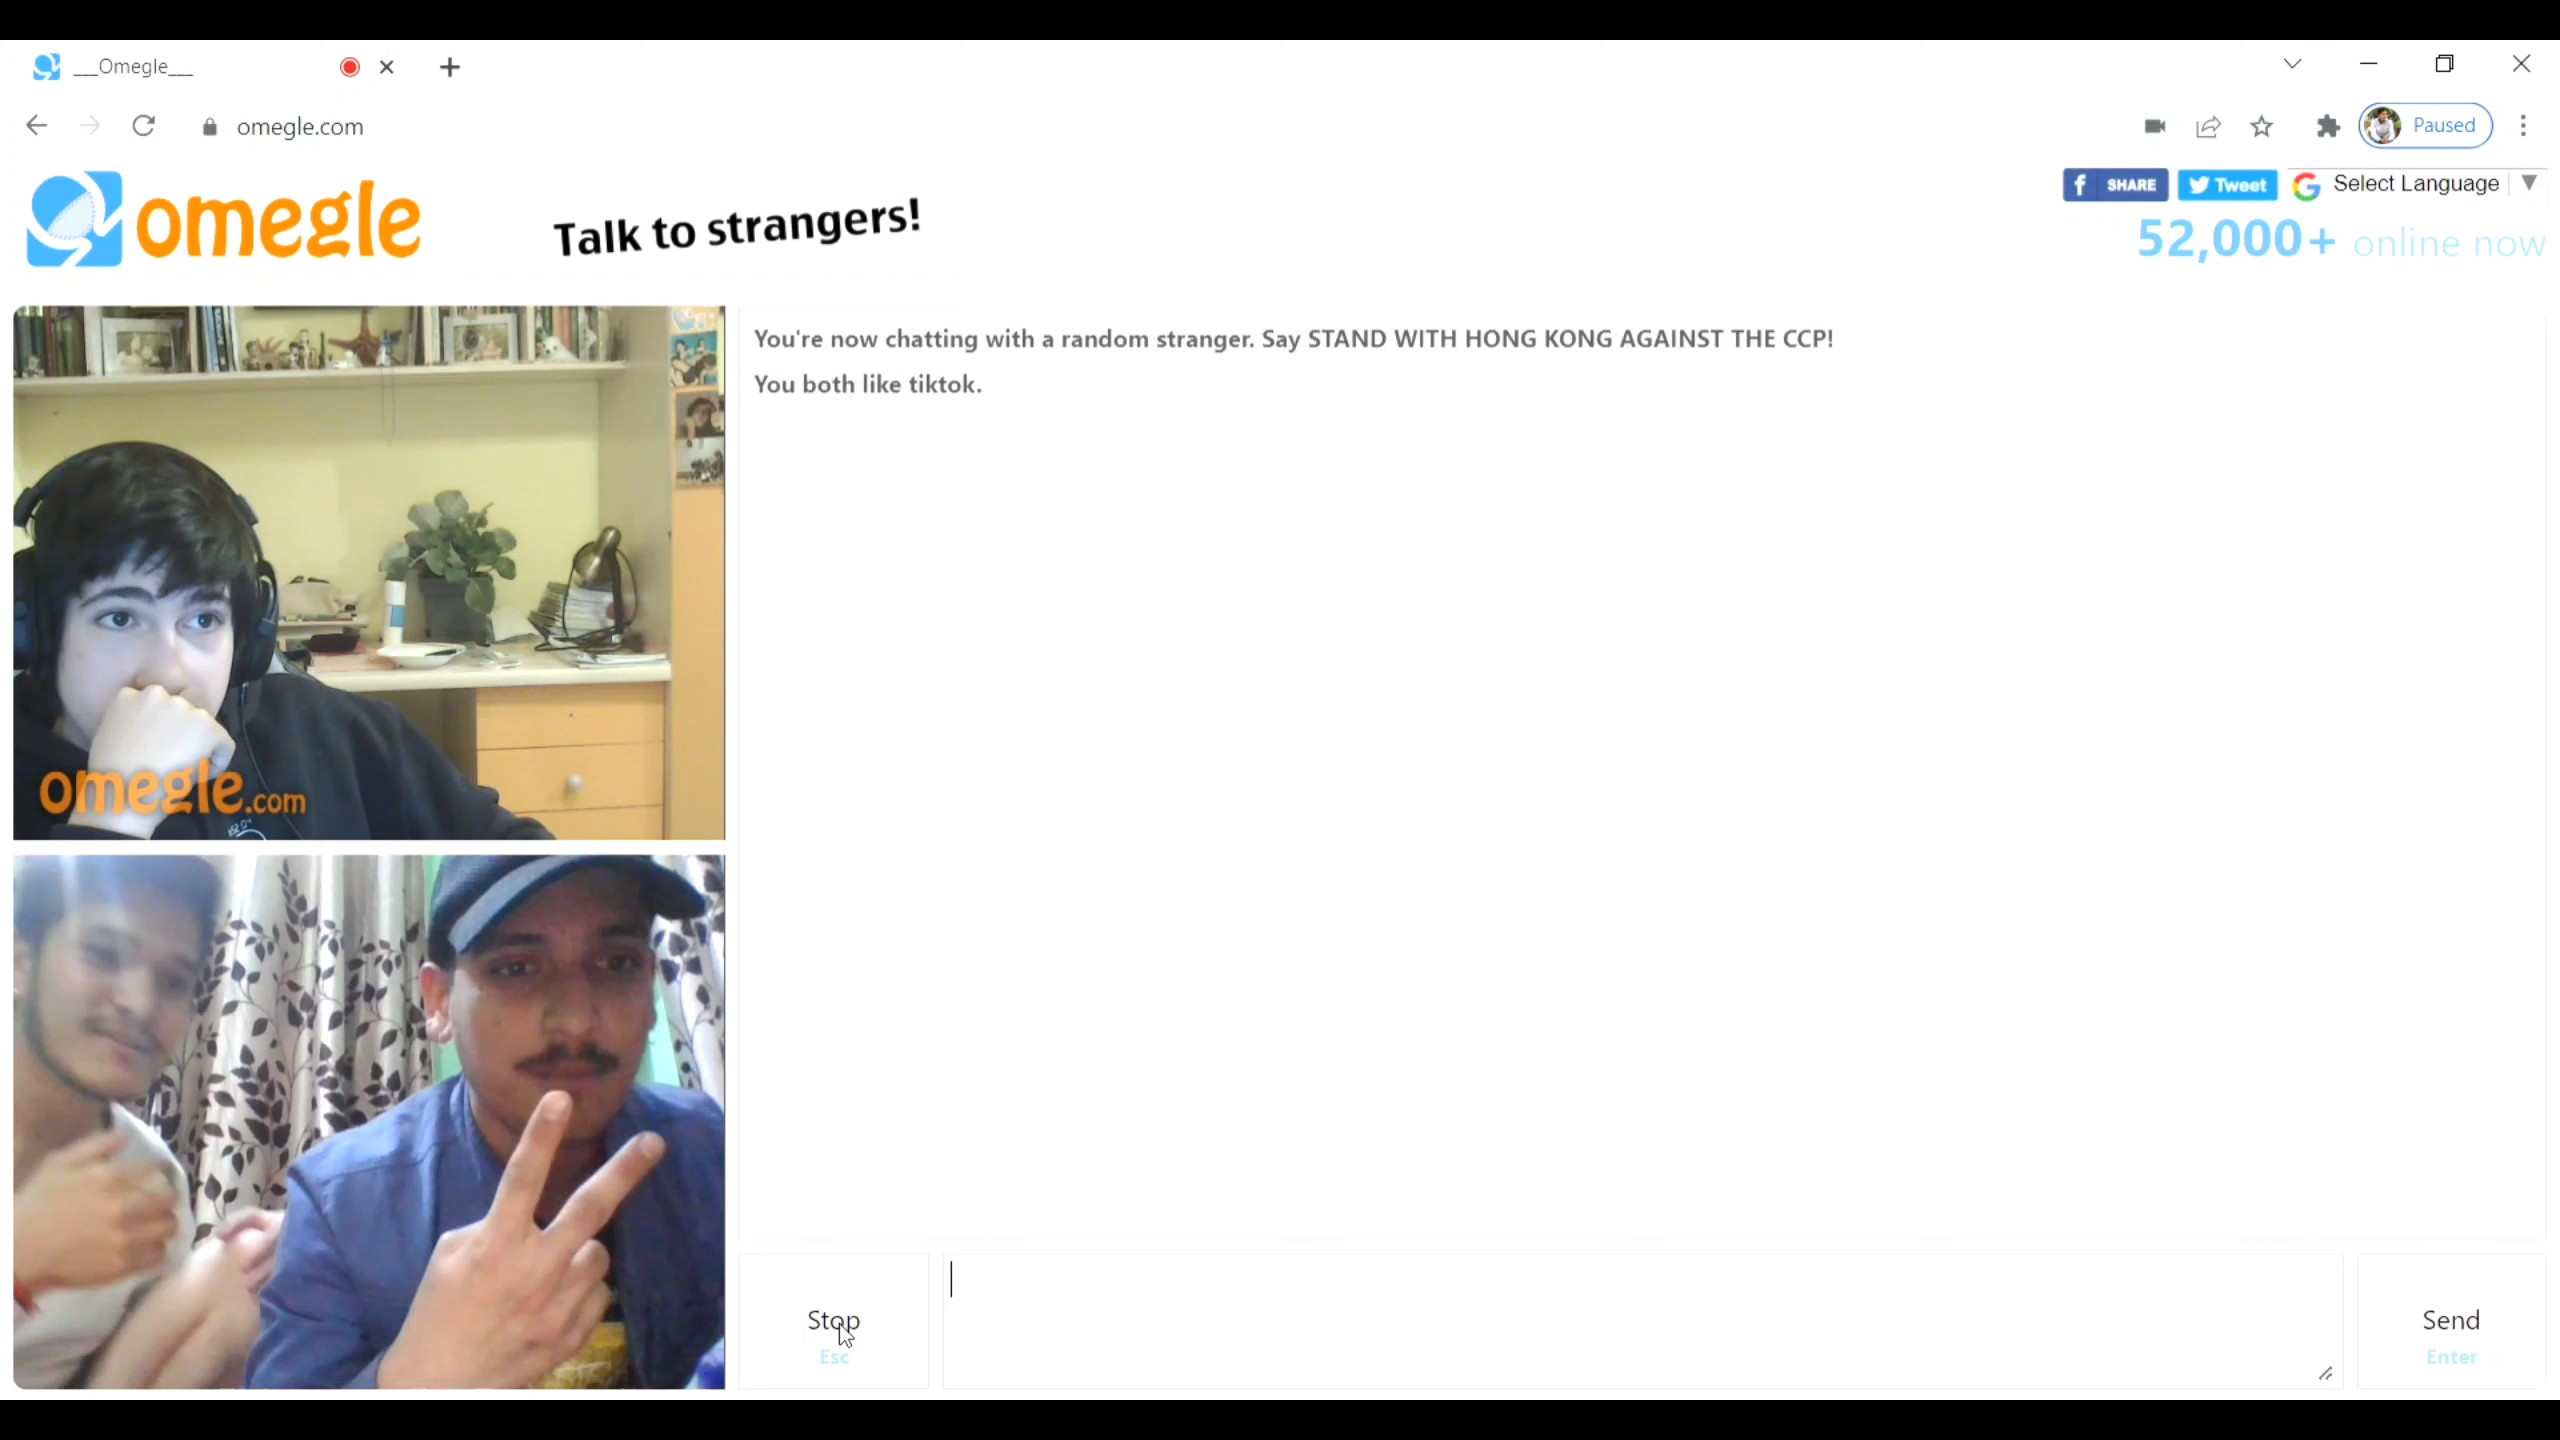 ___Omegle___
omegle.com
Paused
omegle
Talk to strangers!
SHARE
Tweet
Select Language
52,000+ online now
You're now chatting with a random stranger. Say STAND WITH HONG KONG AGAINST THE CCP!
You both like tiktok.
omegle.com
Stop
Esc
Send
Enter